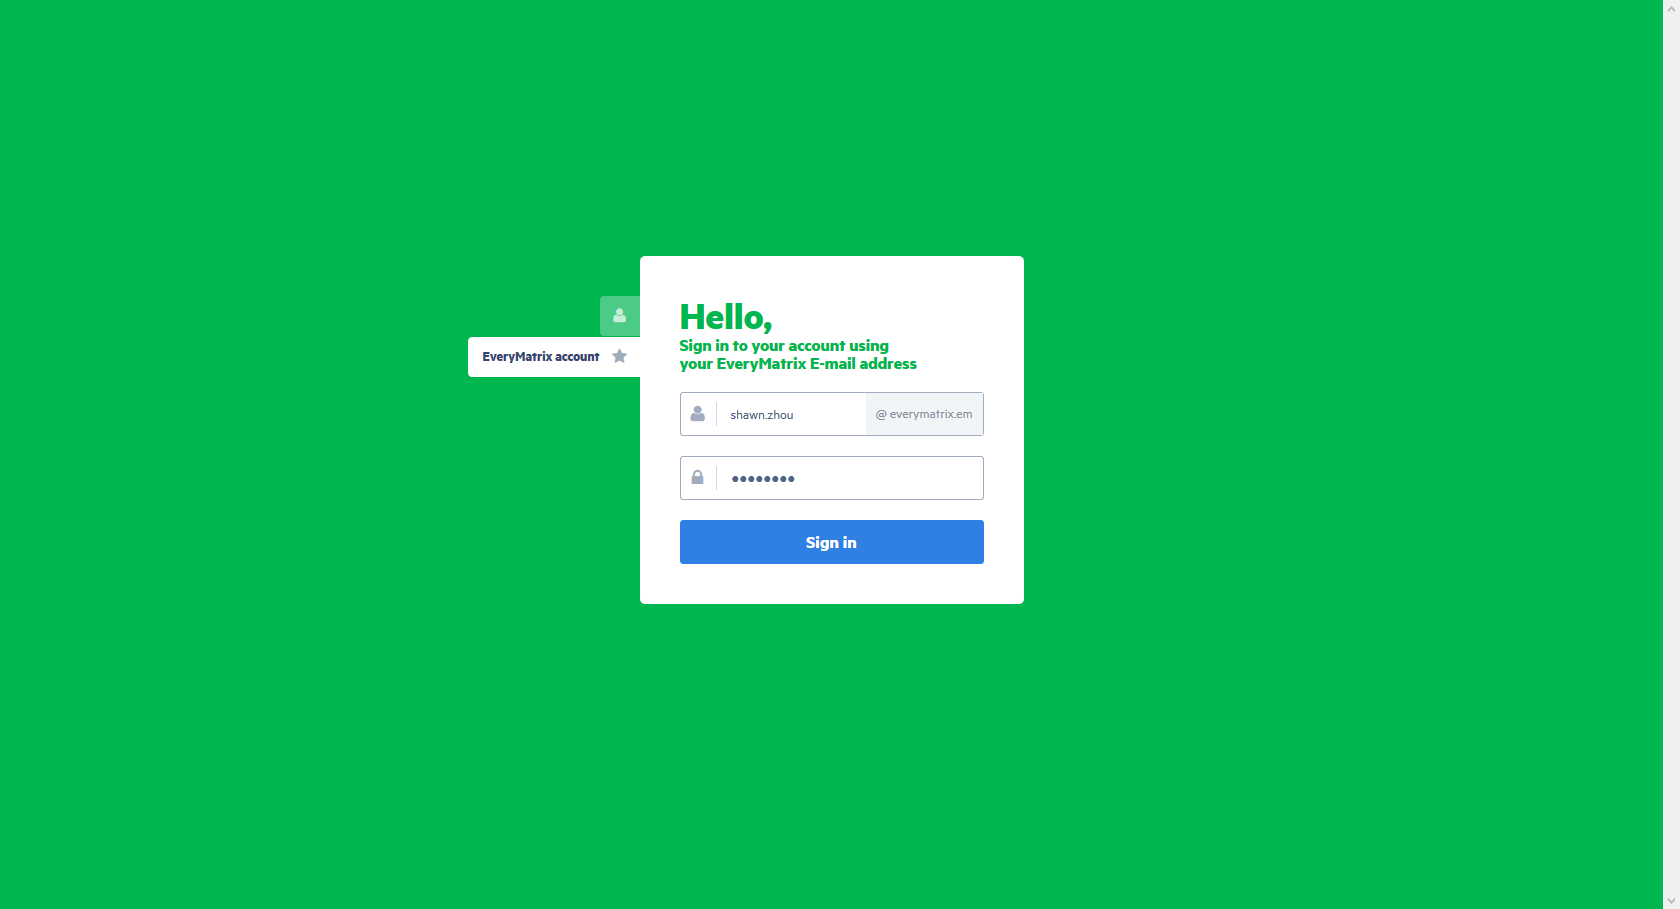 Hello,
Sign in to your account using
your EveryMatrix E-mail address
EveryMatrix account
shawn.zhou
@ everymatrix.em
••••••••
Sign in